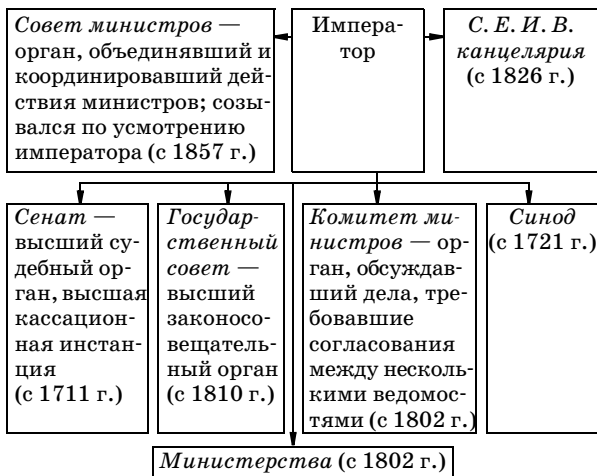 Совет министров —
орган, объединявший и
координировавший дей-
ствия министров; созы-
вался по усмотрению
императора (с 1857 г.)
Импера-
тор
С. Е. И. В.
канцелярия
(с 1826 г.)
Сенат —
высший су-
дебный ор-
ган, высшая
кассацион-
ная инстан-
ция
(с 1711 г.)
Государ-
ственный
совет —
высший
законосо-
вещатель-
ный орган
(с 1810 г.)
Комитет ми-
нистров — ор-
ган, обсуждав-
ший дела, тре-
бовавшие
согласования
между несколь-
кими ведомос-
тями (с 1802 г.)
Синод
(с 1721 г.)
Министерства (с 1802 г.)